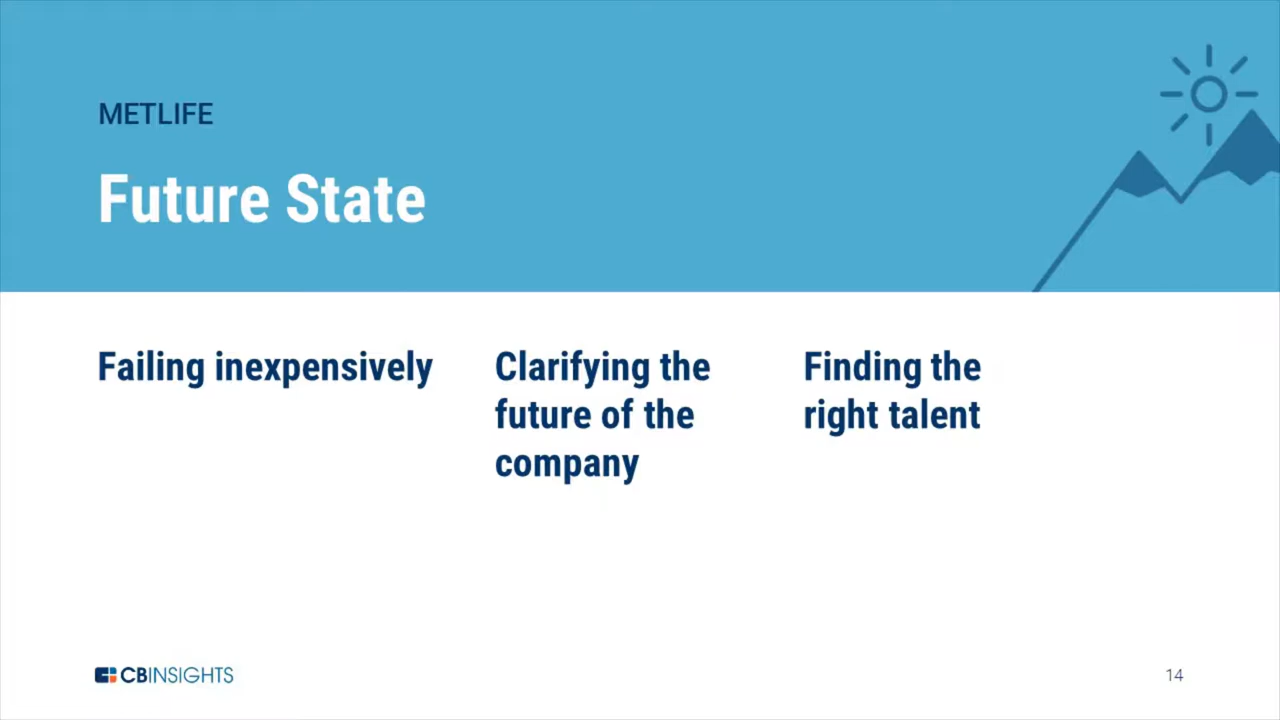 METLIFE
Future State
Failing inexpensively
Clarifying the
future of the
company
Finding the
right talent
CBINSIGHTS
14